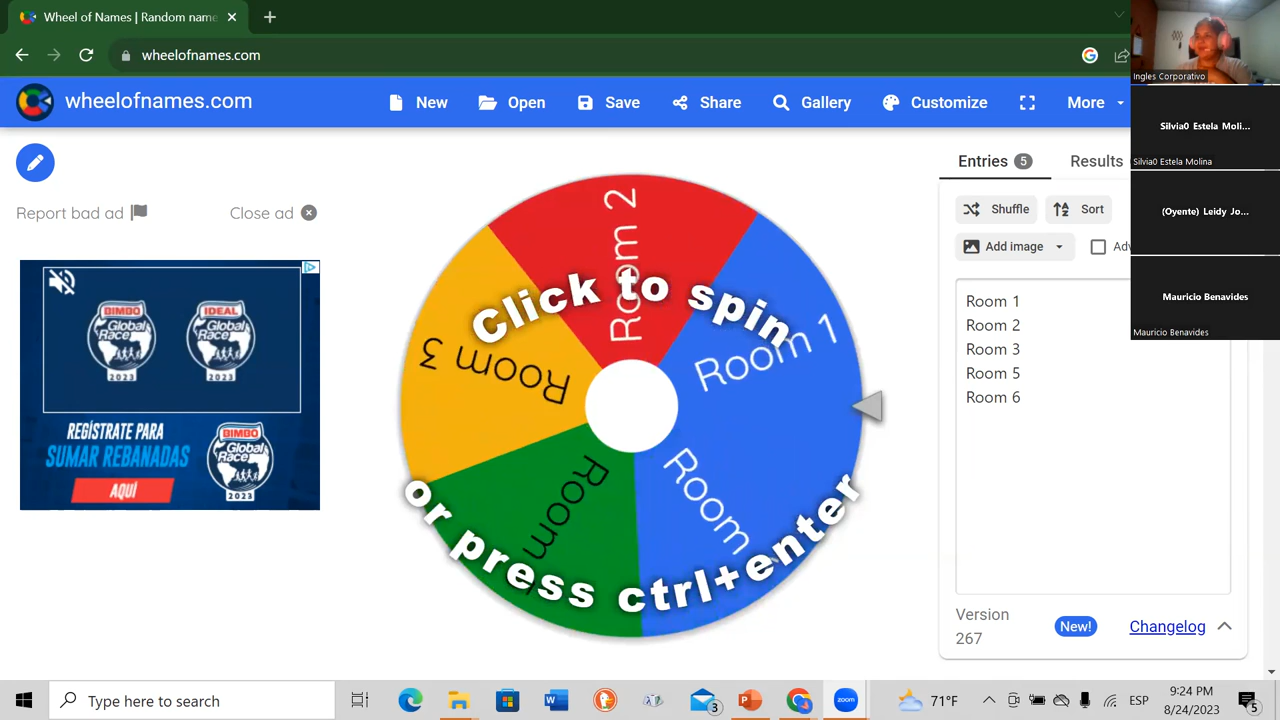 Wheel of Names | Random name
wheelofnames.com
wheelofnames.com
New
Open
Save
Share
Gallery
Customize
More
Report bad ad
Close ad
BIMBO
Global
Race
2023
IDEAL
Global
Race
2023
REGÍSTRATE PARA
SUMAR REBANADAS
AQUÍ
BIMBO
Global
Race
2023
Room 2
Room 1
Room 3
Room
Room
Click to spin
or press ctrl+enter
Entries 5
Results
Shuffle
Sort
Add image
Room 1
Room 2
Room 3
Room 5
Room 6
Version
267
New!
Changelog
Ingles Corporativo
Silvia0 Estela Moli...
Silvia0 Estela Molina
(Oyente) Leidy Jo...
Mauricio Benavides
Mauricio Benavides
Type here to search
3
zoom
71°F
ESP
9:24 PM
8/24/2023
5